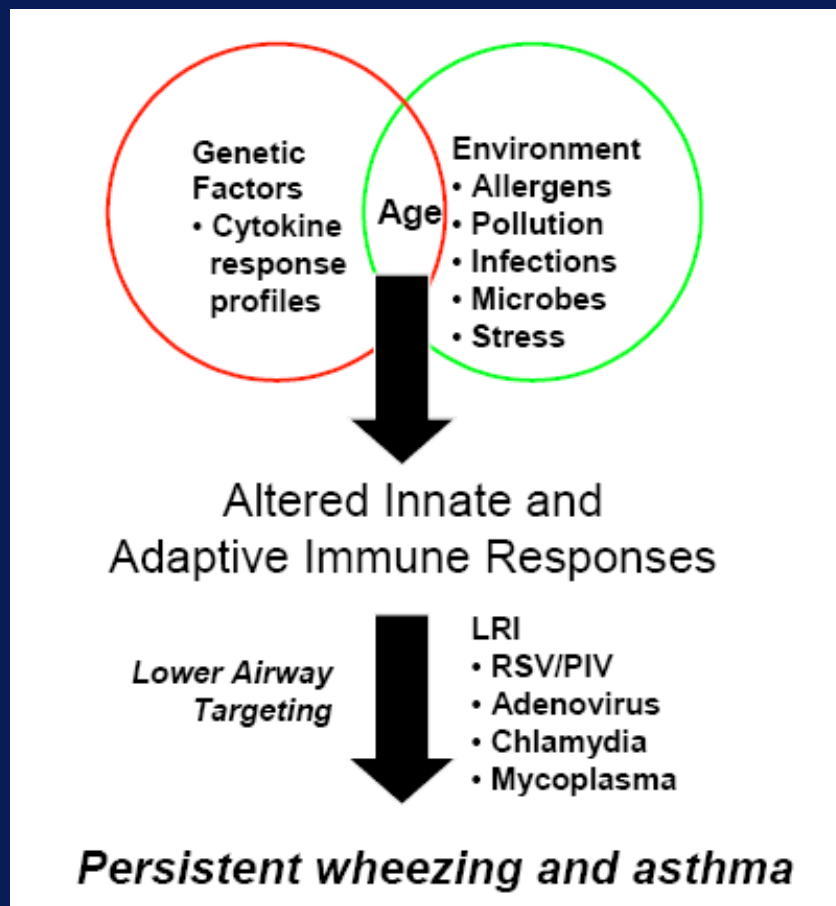 Genetic
Factors
• Cytokine
response
profiles
Age
Environment
• Allergens
• Pollution
• Infections
• Microbes
• Stress
Altered Innate and
Adaptive Immune Responses
Lower Airway
Targeting
LRI
• RSV/PIV
• Adenovirus
• Chlamydia
• Mycoplasma
Persistent wheezing and asthma